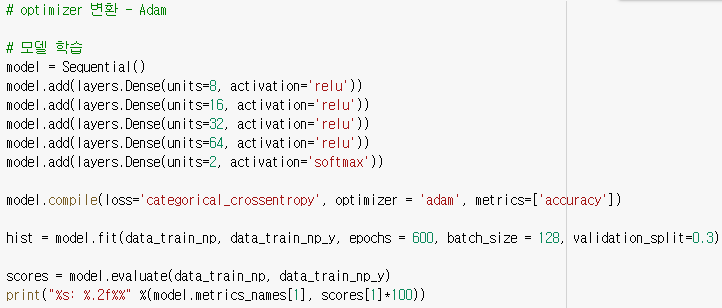 # optimizer 변환 - Adam
# 모델 학습
model = Sequential()
model.add(layers.Dense(units=8, activation='relu'))
model.add(layers.Dense(units=16, activation='relu'))
model.add(layers.Dense(units=32, activation='relu'))
model.add(layers.Dense(units=64, activation='relu'))
model.add(layers.Dense(units=2, activation='softmax'))
model.compile(loss='categorical_crossentropy', optimizer = 'adam', metrics=['accuracy'])
hist = model.fit(data_train_np, data_train_np_y, epochs = 600, batch_size = 128, validation_split=0.3)
scores = model.evaluate(data_train_np, data_train_np_y)
print("%s: %.2f%%" %(model.metrics_names[1], scores[1]*100))